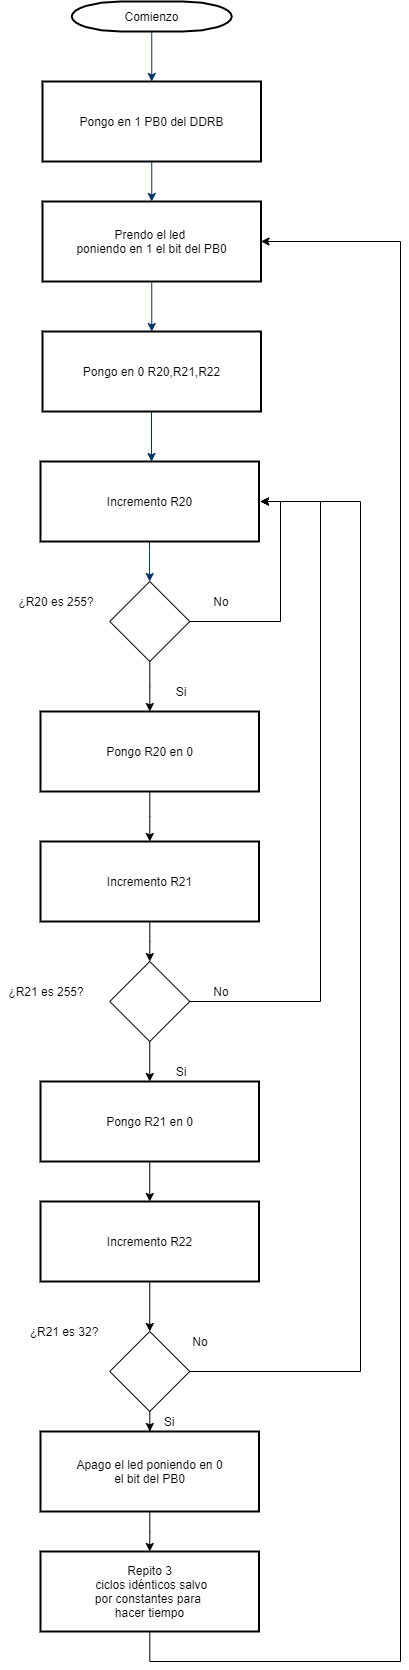 Comienzo
Pongo en 1 PB0 del DDRB
Prendo el led
poniendo en 1 el bit del PB0
Pongo en 0 R20,R21,R22
Incremento R20
¿R20 es 255?
No
Si
Pongo R20 en 0
Incremento R21
¿R21 es 255?
No
Si
Pongo R21 en 0
Incremento R22
¿R21 es 32?
No
Si
Apago el led poniendo en 0
el bit del PB0
Repito 3
ciclos idénticos salvo
por constantes para
hacer tiempo